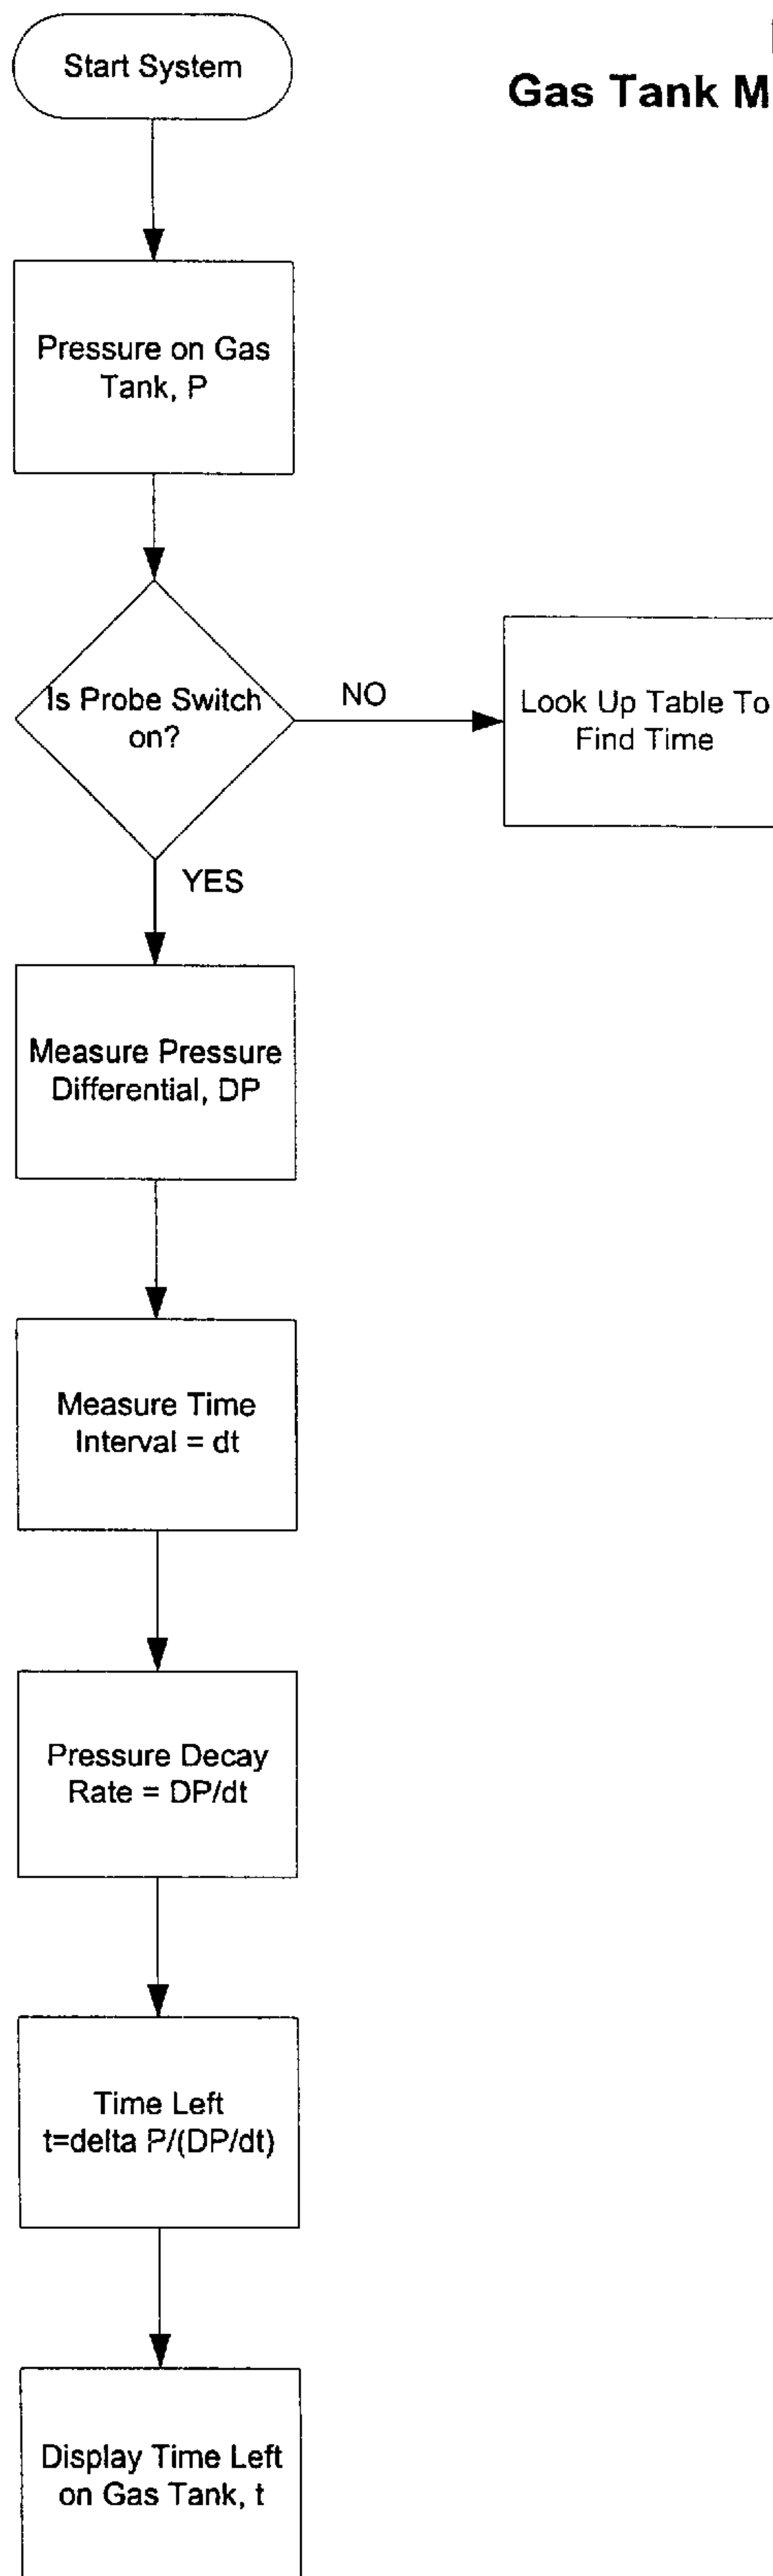 Start System
Gas Tank M
Pressure on Gas
Tank, P
Is Probe Switch
on?
NO
Look Up Table To
Find Time
YES
Measure Pressure
Differential, DP
Measure Time
Interval = dt
Pressure Decay
Rate = DP/dt
Time Left
t=delta P/(DP/dt)
Display Time Left
on Gas Tank, t